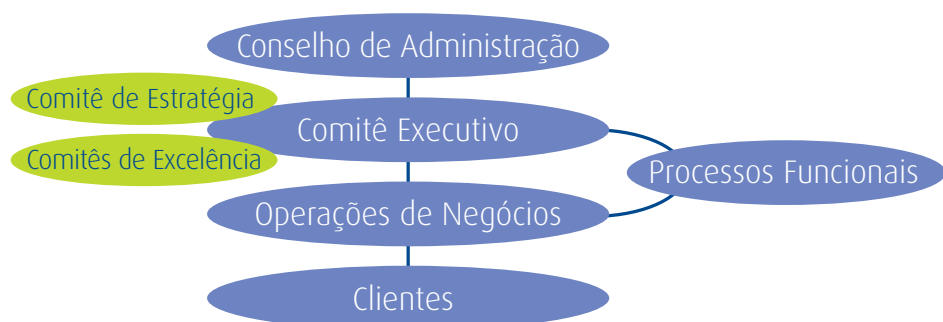 Conselho de Administração
Comitê de Estratégia
Comitê Executivo
Comitês de Excelência
Processos Funcionais
Operações de Negócios
Clientes